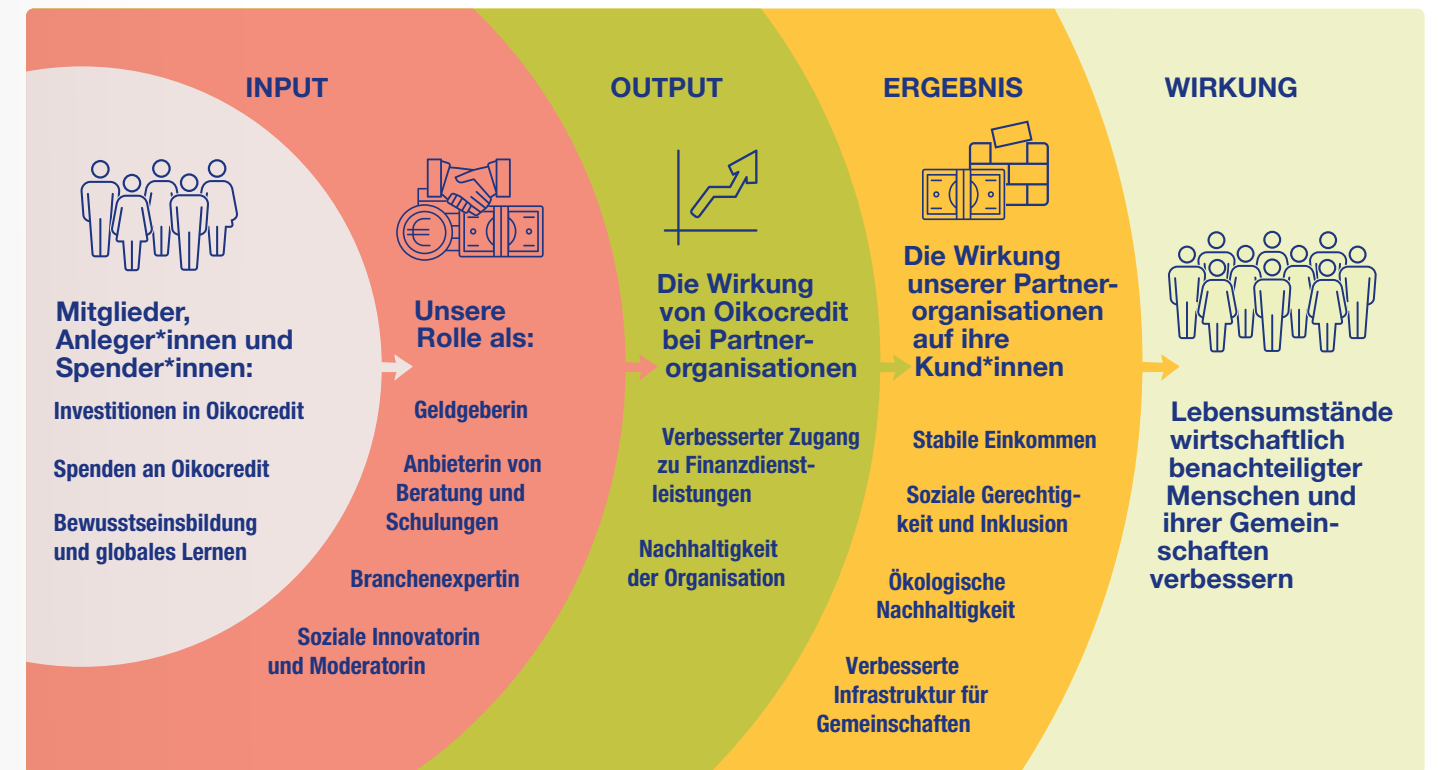 INPUT
Mitglieder,
Anleger*innen und
Spender*innen:
Investitionen in Oikocredit
Spenden an Oikocredit
Bewusstseinsbildung
und globales Lernen
Unsere
Rolle als:
Geldgeberin
Anbieterin von
Beratung und
Schulungen
Branchenexpertin
Soziale Innovatorin
und Moderatorin
OUTPUT
Die Wirkung
von Oikocredit
bei Partner-
organisationen
Verbesserter Zugang
zu Finanzdienst-
leistungen
Nachhaltigkeit
der Organisation
ERGEBNIS
Die Wirkung
unserer Partner-
organisationen
auf ihre
Kund*innen
Stabile Einkommen
Soziale Gerechtig-
keit und Inklusion
Ökologische
Nachhaltigkeit
Verbesserte
Infrastruktur für
Gemeinschaften
WIRKUNG
Lebensumstände
wirtschaftlich
benachteiligter
Menschen und
ihrer Gemein-
schaften
verbessern